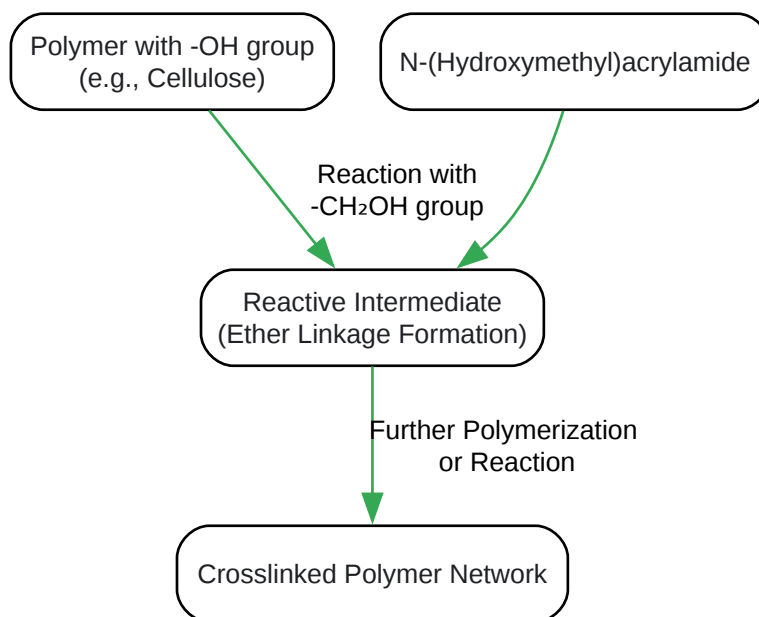 Polymer with -OH group
(e.g., Cellulose)
N-(Hydroxymethyl)acrylamide
Reaction with
-CH₂OH group
Reactive Intermediate
(Ether Linkage Formation)
Further Polymerization
or Reaction
Crosslinked Polymer Network